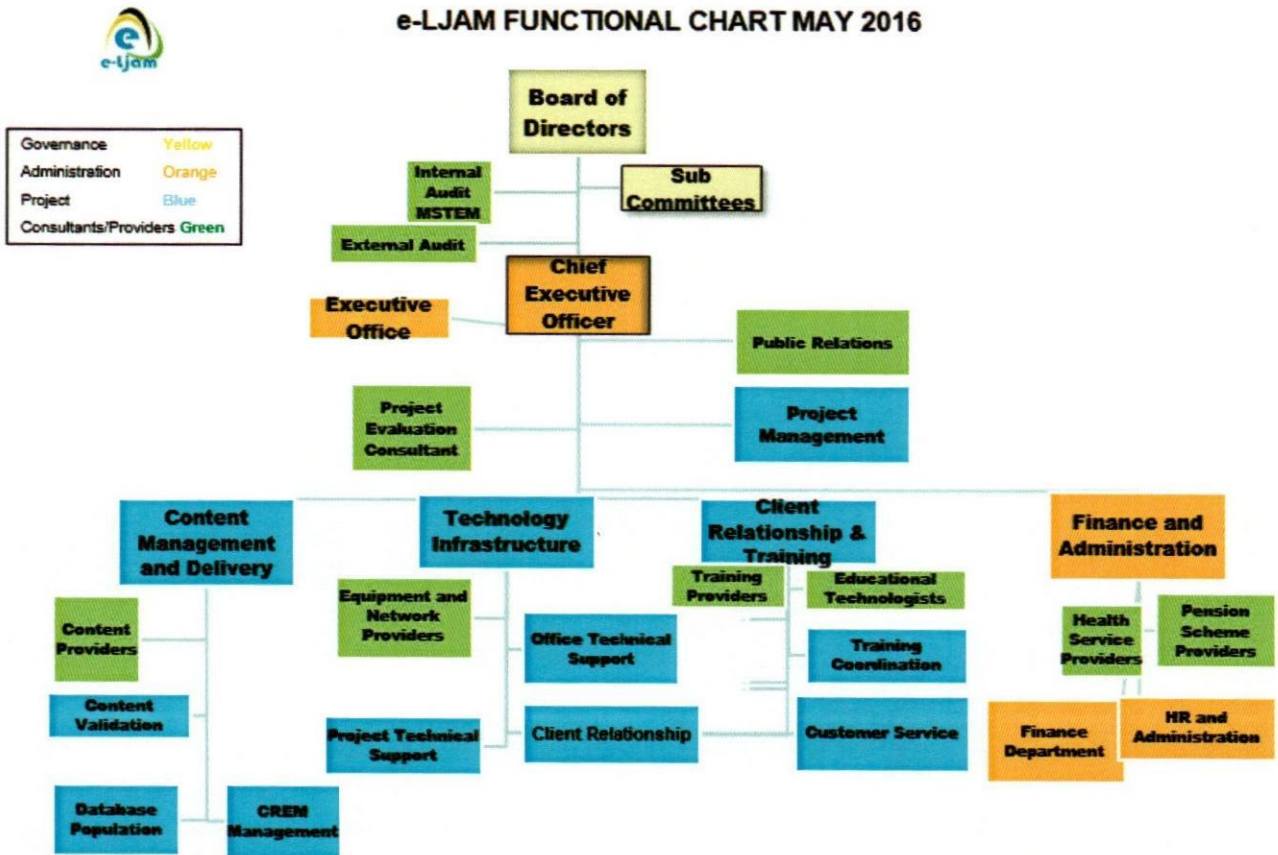 e-LJAM FUNCTIONAL CHART MAY 2016
e
e-Ljam
Governance Yellow
Administration Orange
Project Blue
Consultants/Providers Green
Board of
Directors
Internal
Audit
MSTEM
Sub
Committees
External Audit
Chief
Executive
Officer
Executive
Office
Public Relations
Project
Evaluation
Consultant
Project
Management
Content
Management
and Delivery
Technology
Infrastructure
Client
Relationship &
Training
Finance and
Administration
Content
Providers
Content
Validation
Database
Population
CREM
Management
Equipment and
Network
Providers
Office Technical
Support
Project Technical
Support
Client Relationship
Training
Providers
Educational
Technologists
Training
Coordination
Customer Service
Health
Service
Providers
Pension
Scheme
Providers
Finance
Department
HR and
Administration